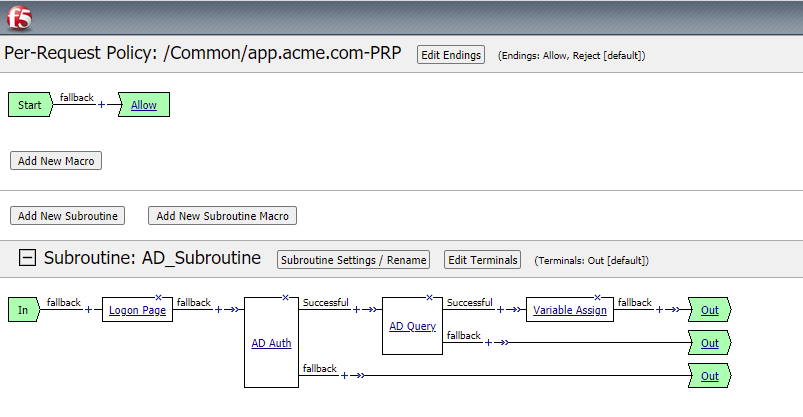 f5
Per-Request Policy: /Common/app.acme.com-PRP Edit Endings (Endings: Allow, Reject [default])
Start fallback + Allow
Add New Macro
Add New Subroutine Add New Subroutine Macro
Subroutine: AD_Subroutine Subroutine Settings / Rename Edit Terminals (Terminals: Out [default])
In fallback + Logon Page fallback + AD Auth Successful + AD Query Successful + Variable Assign fallback + Out
fallback + Out
fallback + Out